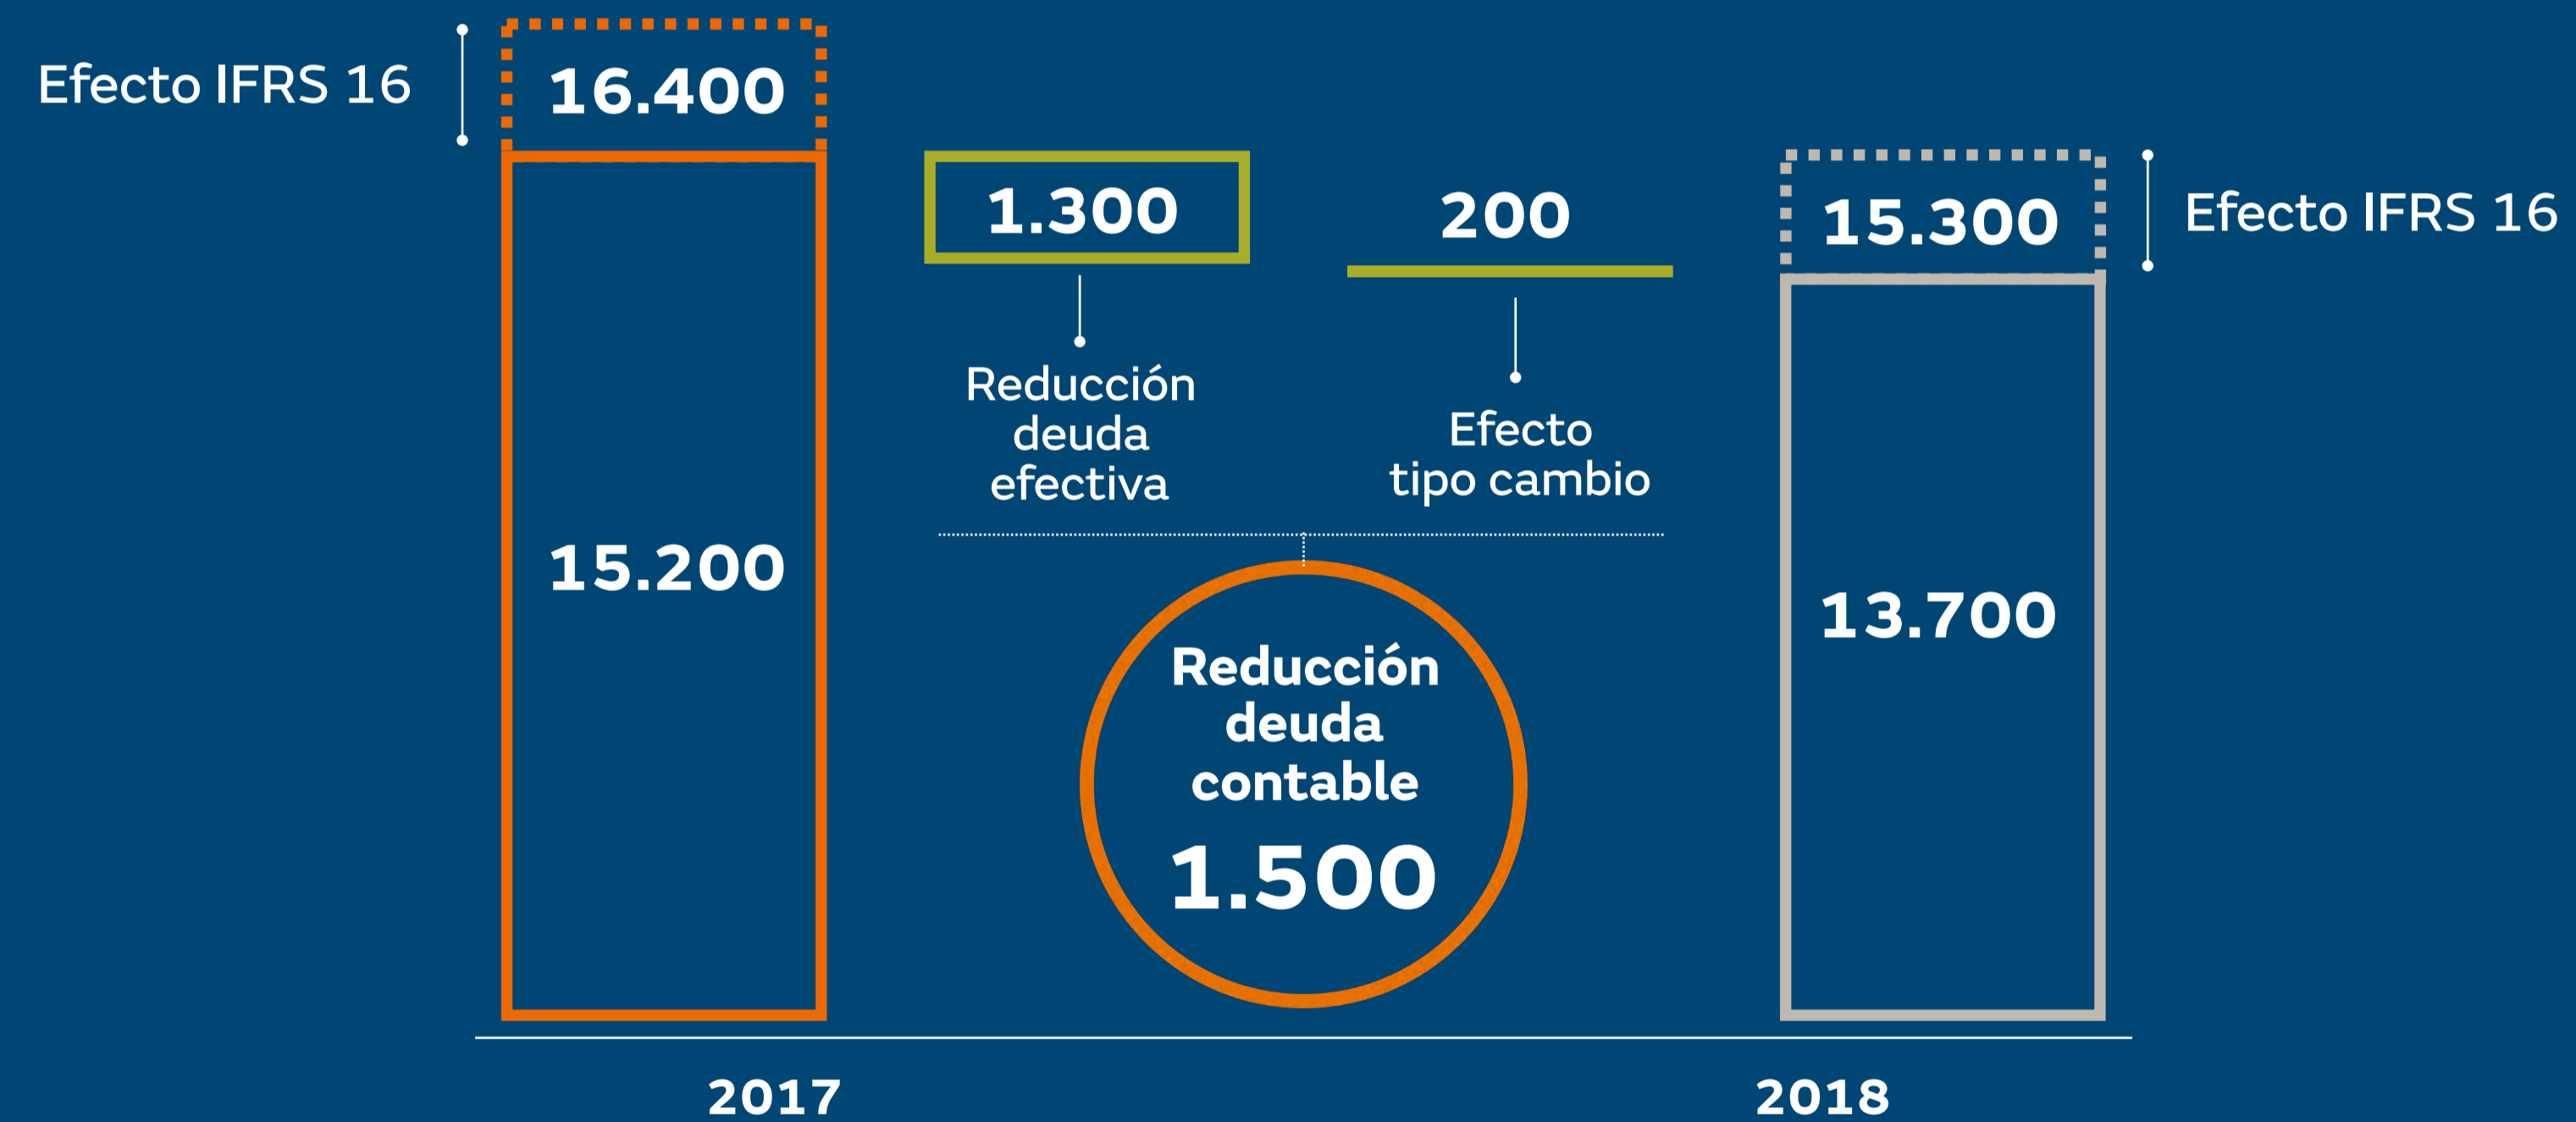 Efecto IFRS 16
16.400
15.200
1.300
Reducción
deuda
efectiva
200
Efecto
tipo cambio
Reducción
deuda
contable
1.500
15.300
Efecto IFRS 16
13.700
2017
2018